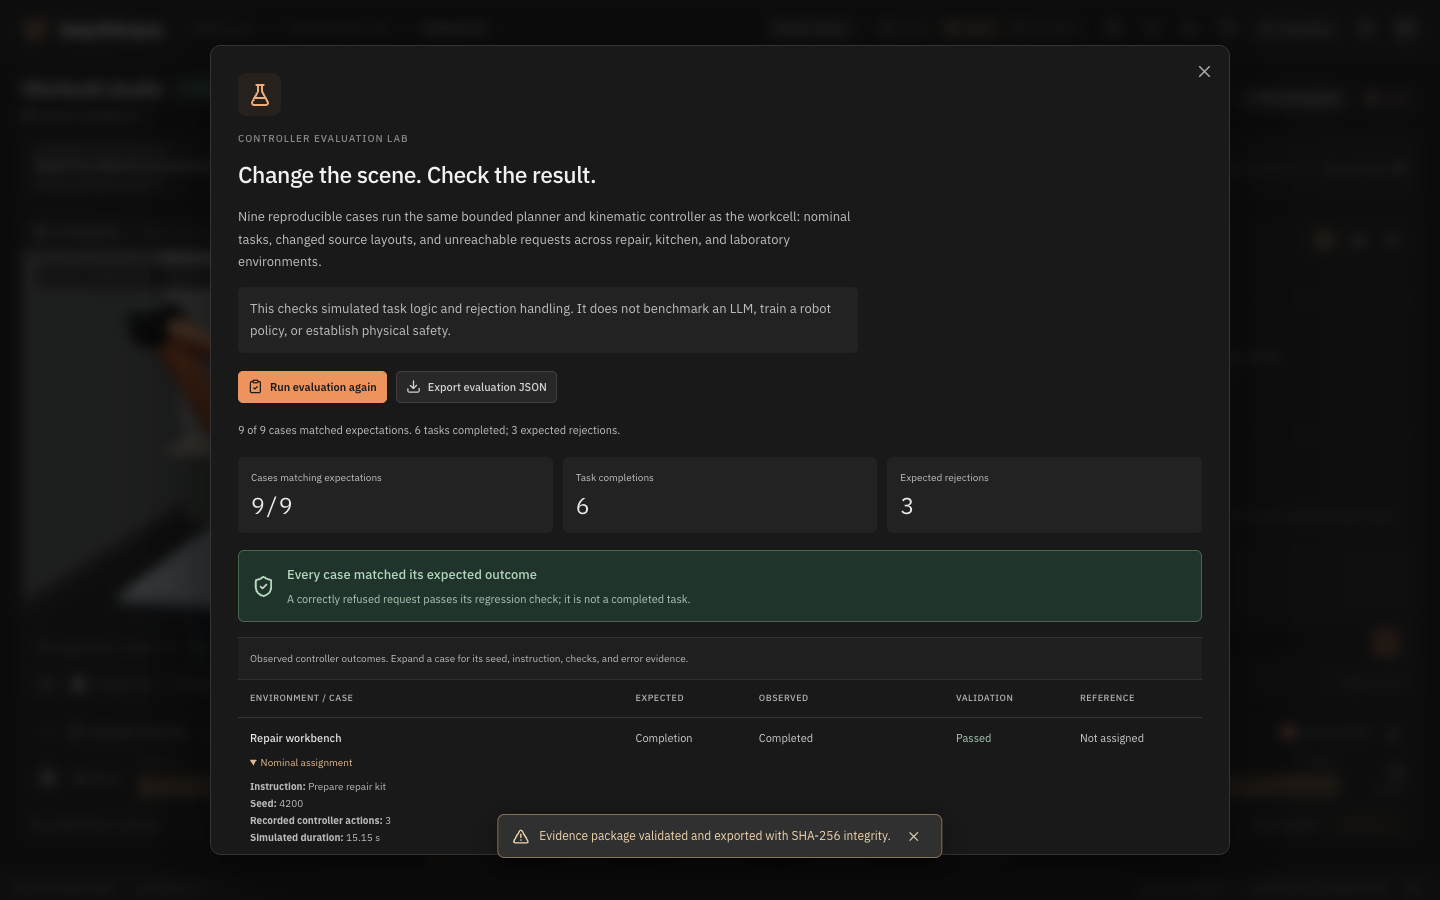 CONTROLLER EVALUATION LAB
Change the scene. Check the result.
Nine reproducible cases run the same bounded planner and kinematic controller as the workcell: nominal
tasks, changed source layouts, and unreachable requests across repair, kitchen, and laboratory
environments.
This checks simulated task logic and rejection handling. It does not benchmark an LLM, train a robot
policy, or establish physical safety.
Run evaluation again
Export evaluation JSON
9 of 9 cases matched expectations. 6 tasks completed; 3 expected rejections.
Cases matching expectations
9/9
Task completions
6
Expected rejections
3
Every case matched its expected outcome
A correctly refused request passes its regression check; it is not a completed task.
Observed controller outcomes. Expand a case for its seed, instruction, checks, and error evidence.
ENVIRONMENT / CASE EXPECTED OBSERVED VALIDATION REFERENCE
Repair workbench Completion Completed Passed Not assigned
▼ Nominal assignment
Instruction: Prepare repair kit
Seed: 4200
Recorded controller actions: 3
Simulated duration: 15.15 s
Evidence package validated and exported with SHA-256 integrity.